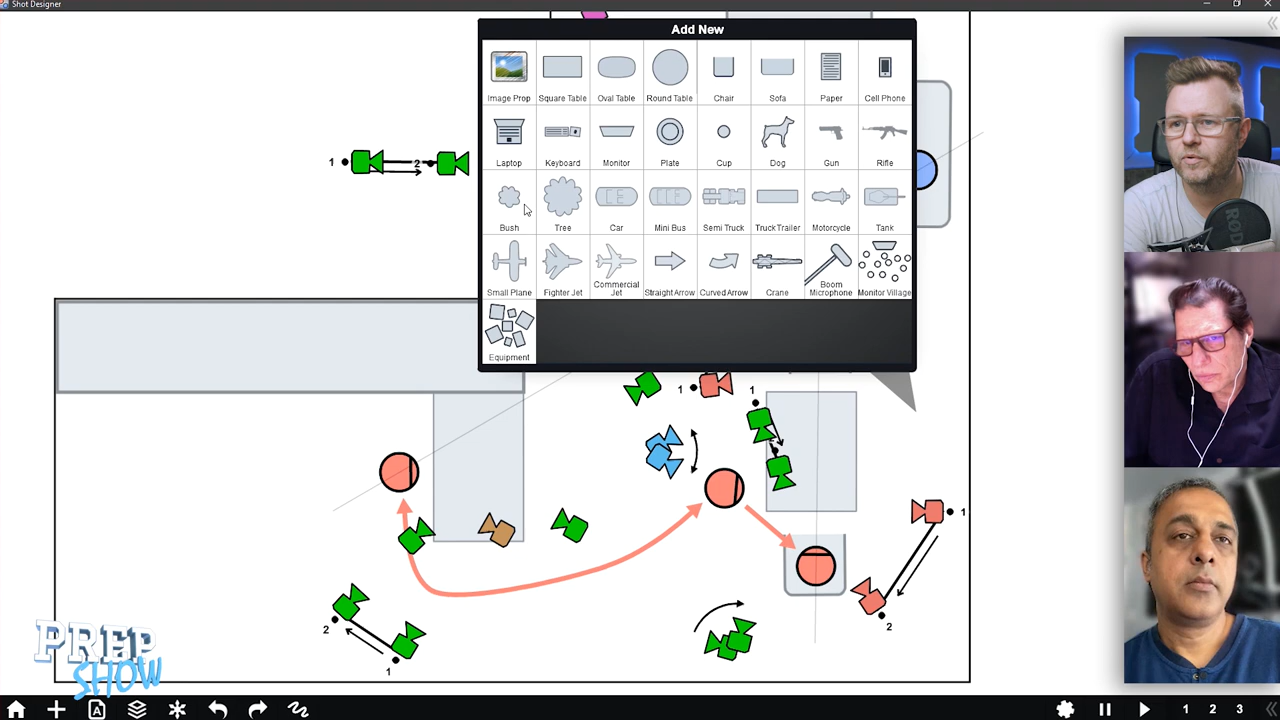 Shot Designer
Add New
Image Prop Square Table Oval Table Round Table Chair Sofa Paper Cell Phone
Laptop Keyboard Monitor Plate Cup Dog Gun Rifle
Bush Tree Car Mini Bus Semi Truck Truck Trailer Motorcycle Tank
Small Plane Fighter Jet Commercial Jet Straight Arrow Curved Arrow Crane Boom Microphone Monitor Village
Equipment
1 2
1 1
1
2
2
1
PREP
SHOW
A
1 2 3
RØDE